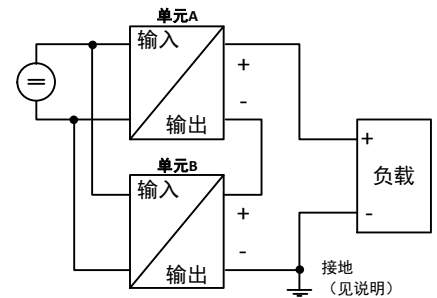 单元A
输入
+
-
输出
单元B
输入
+
-
输出
+
负载
-
接地
（见说明）